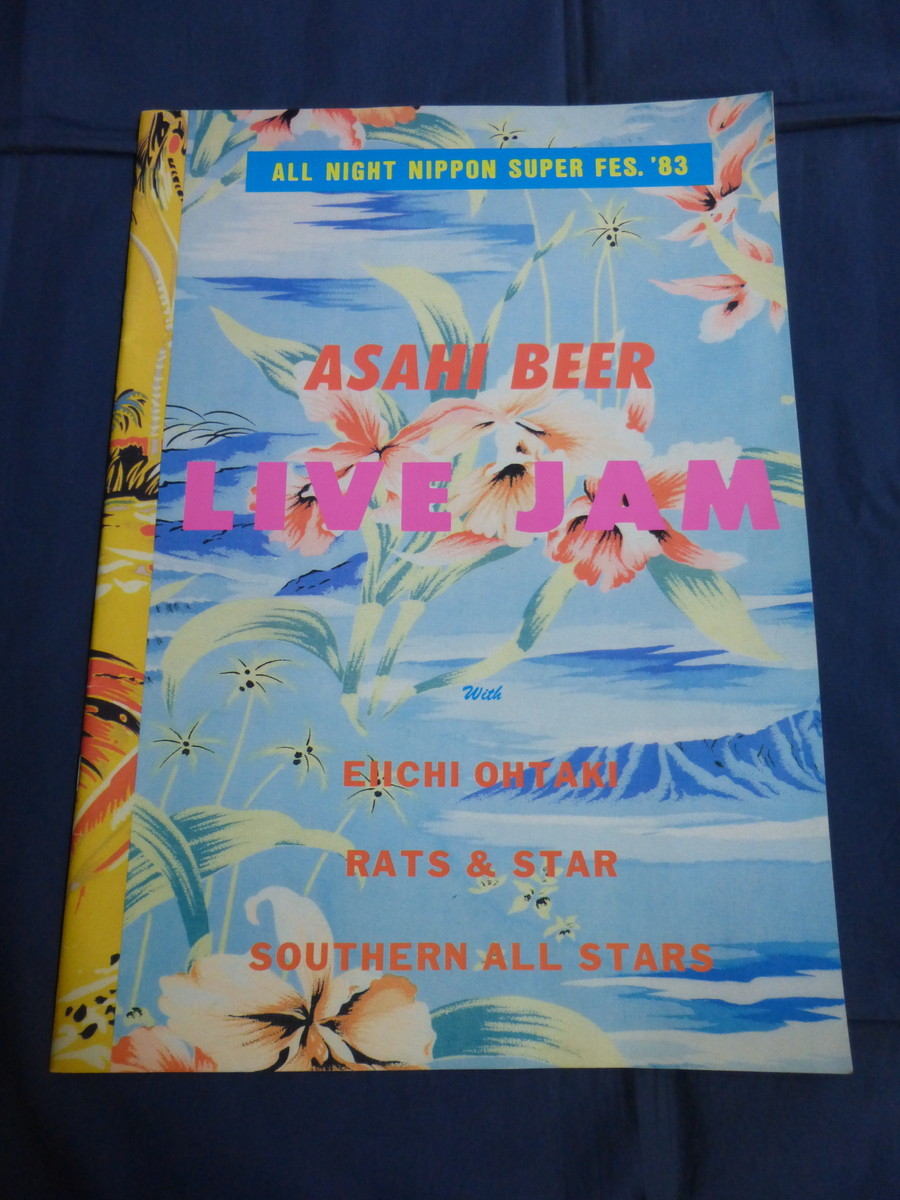 ALL NIGHT NIPPON SUPER FES. '83
ASAHI BEER
LIVE JAM
With
EIICHI OHTAKI
RATS & STAR
SOUTHERN ALL STARS